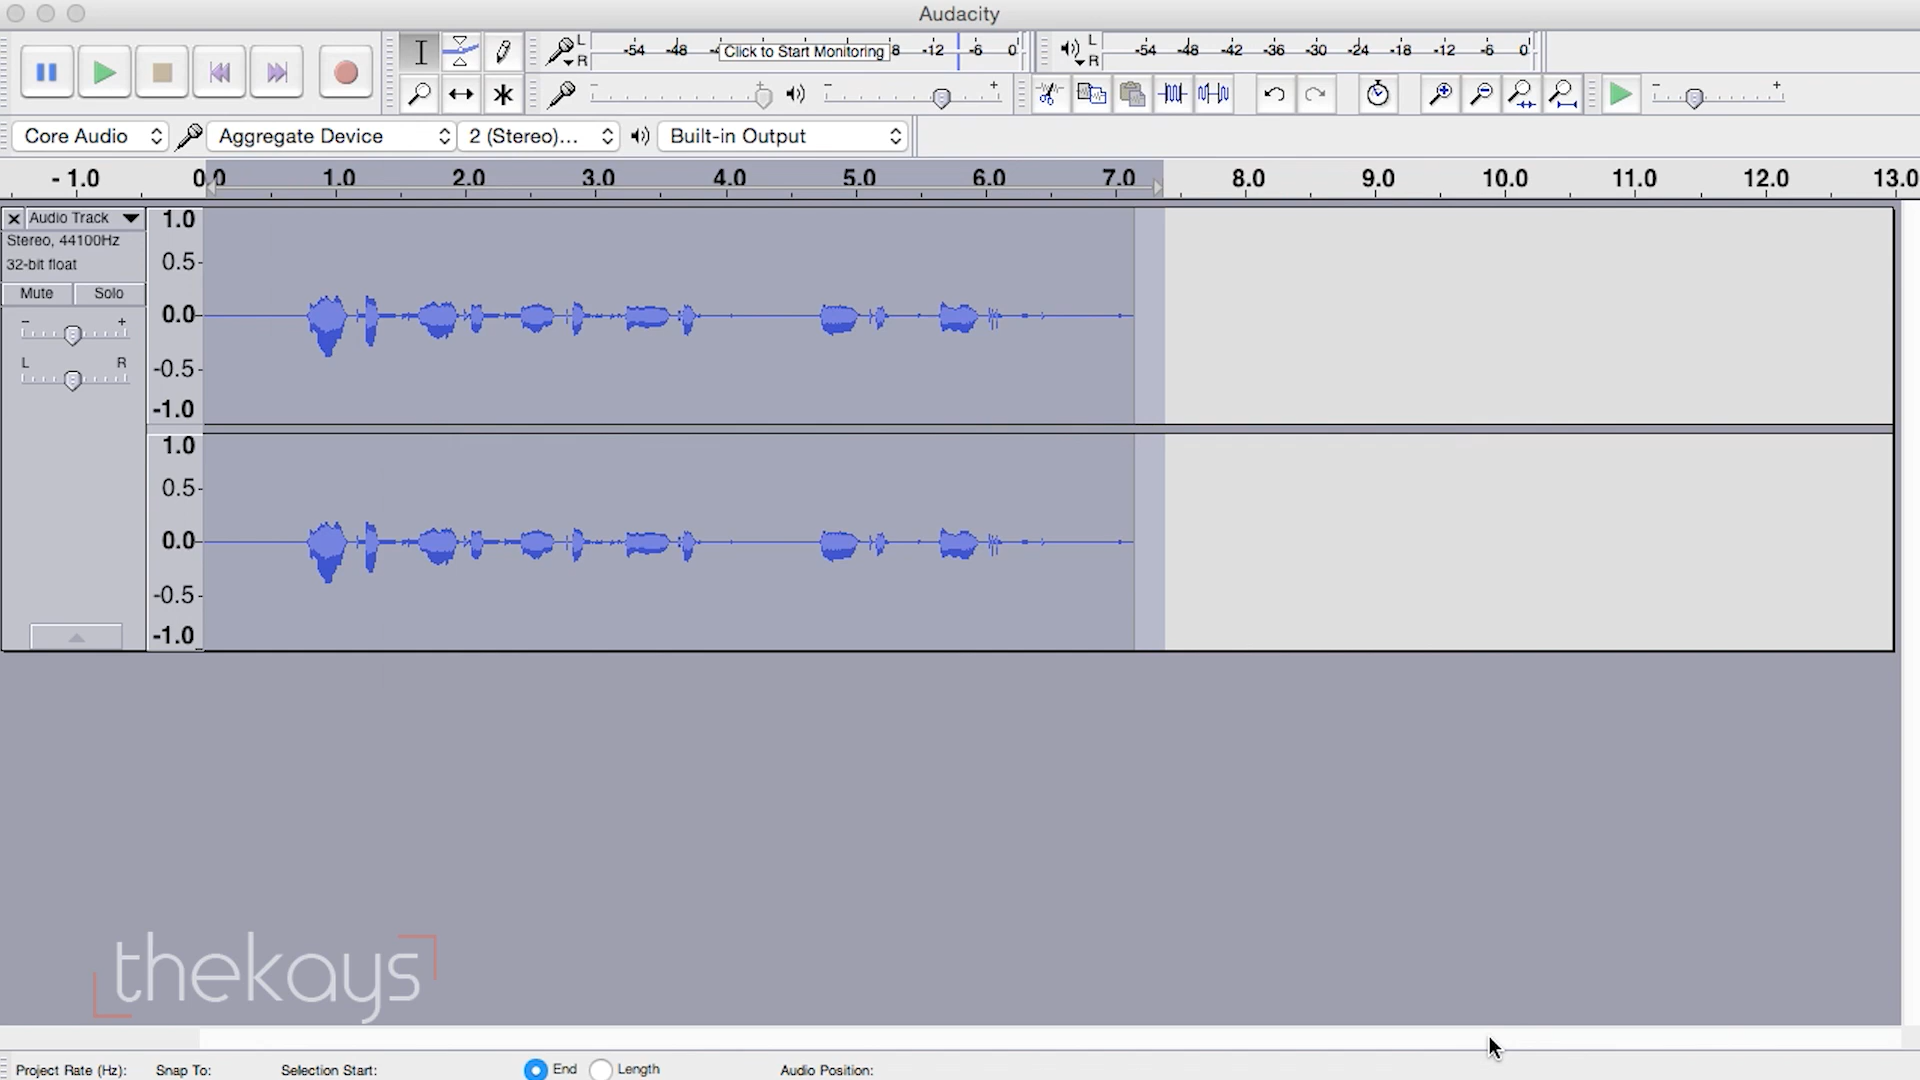 Audacity
L
R
-54 -48 -4 Click to Start Monitoring 8 -12 -6 0
L
R
-54 -48 -42 -36 -30 -24 -18 -12 -6 0
- +
- +
Core Audio
Aggregate Device
2 (Stereo)...
Built-in Output
- 1.0 0.0 1.0 2.0 3.0 4.0 5.0 6.0 7.0 8.0 9.0 10.0 11.0 12.0 13.0
Audio Track
Stereo, 44100Hz
32-bit float
Mute Solo
- +
L R
1.0
0.5
0.0
-0.5
-1.0
1.0
0.5
0.0
-0.5
-1.0
thekays
Project Rate (Hz): Snap To: Selection Start: End Length Audio Position: